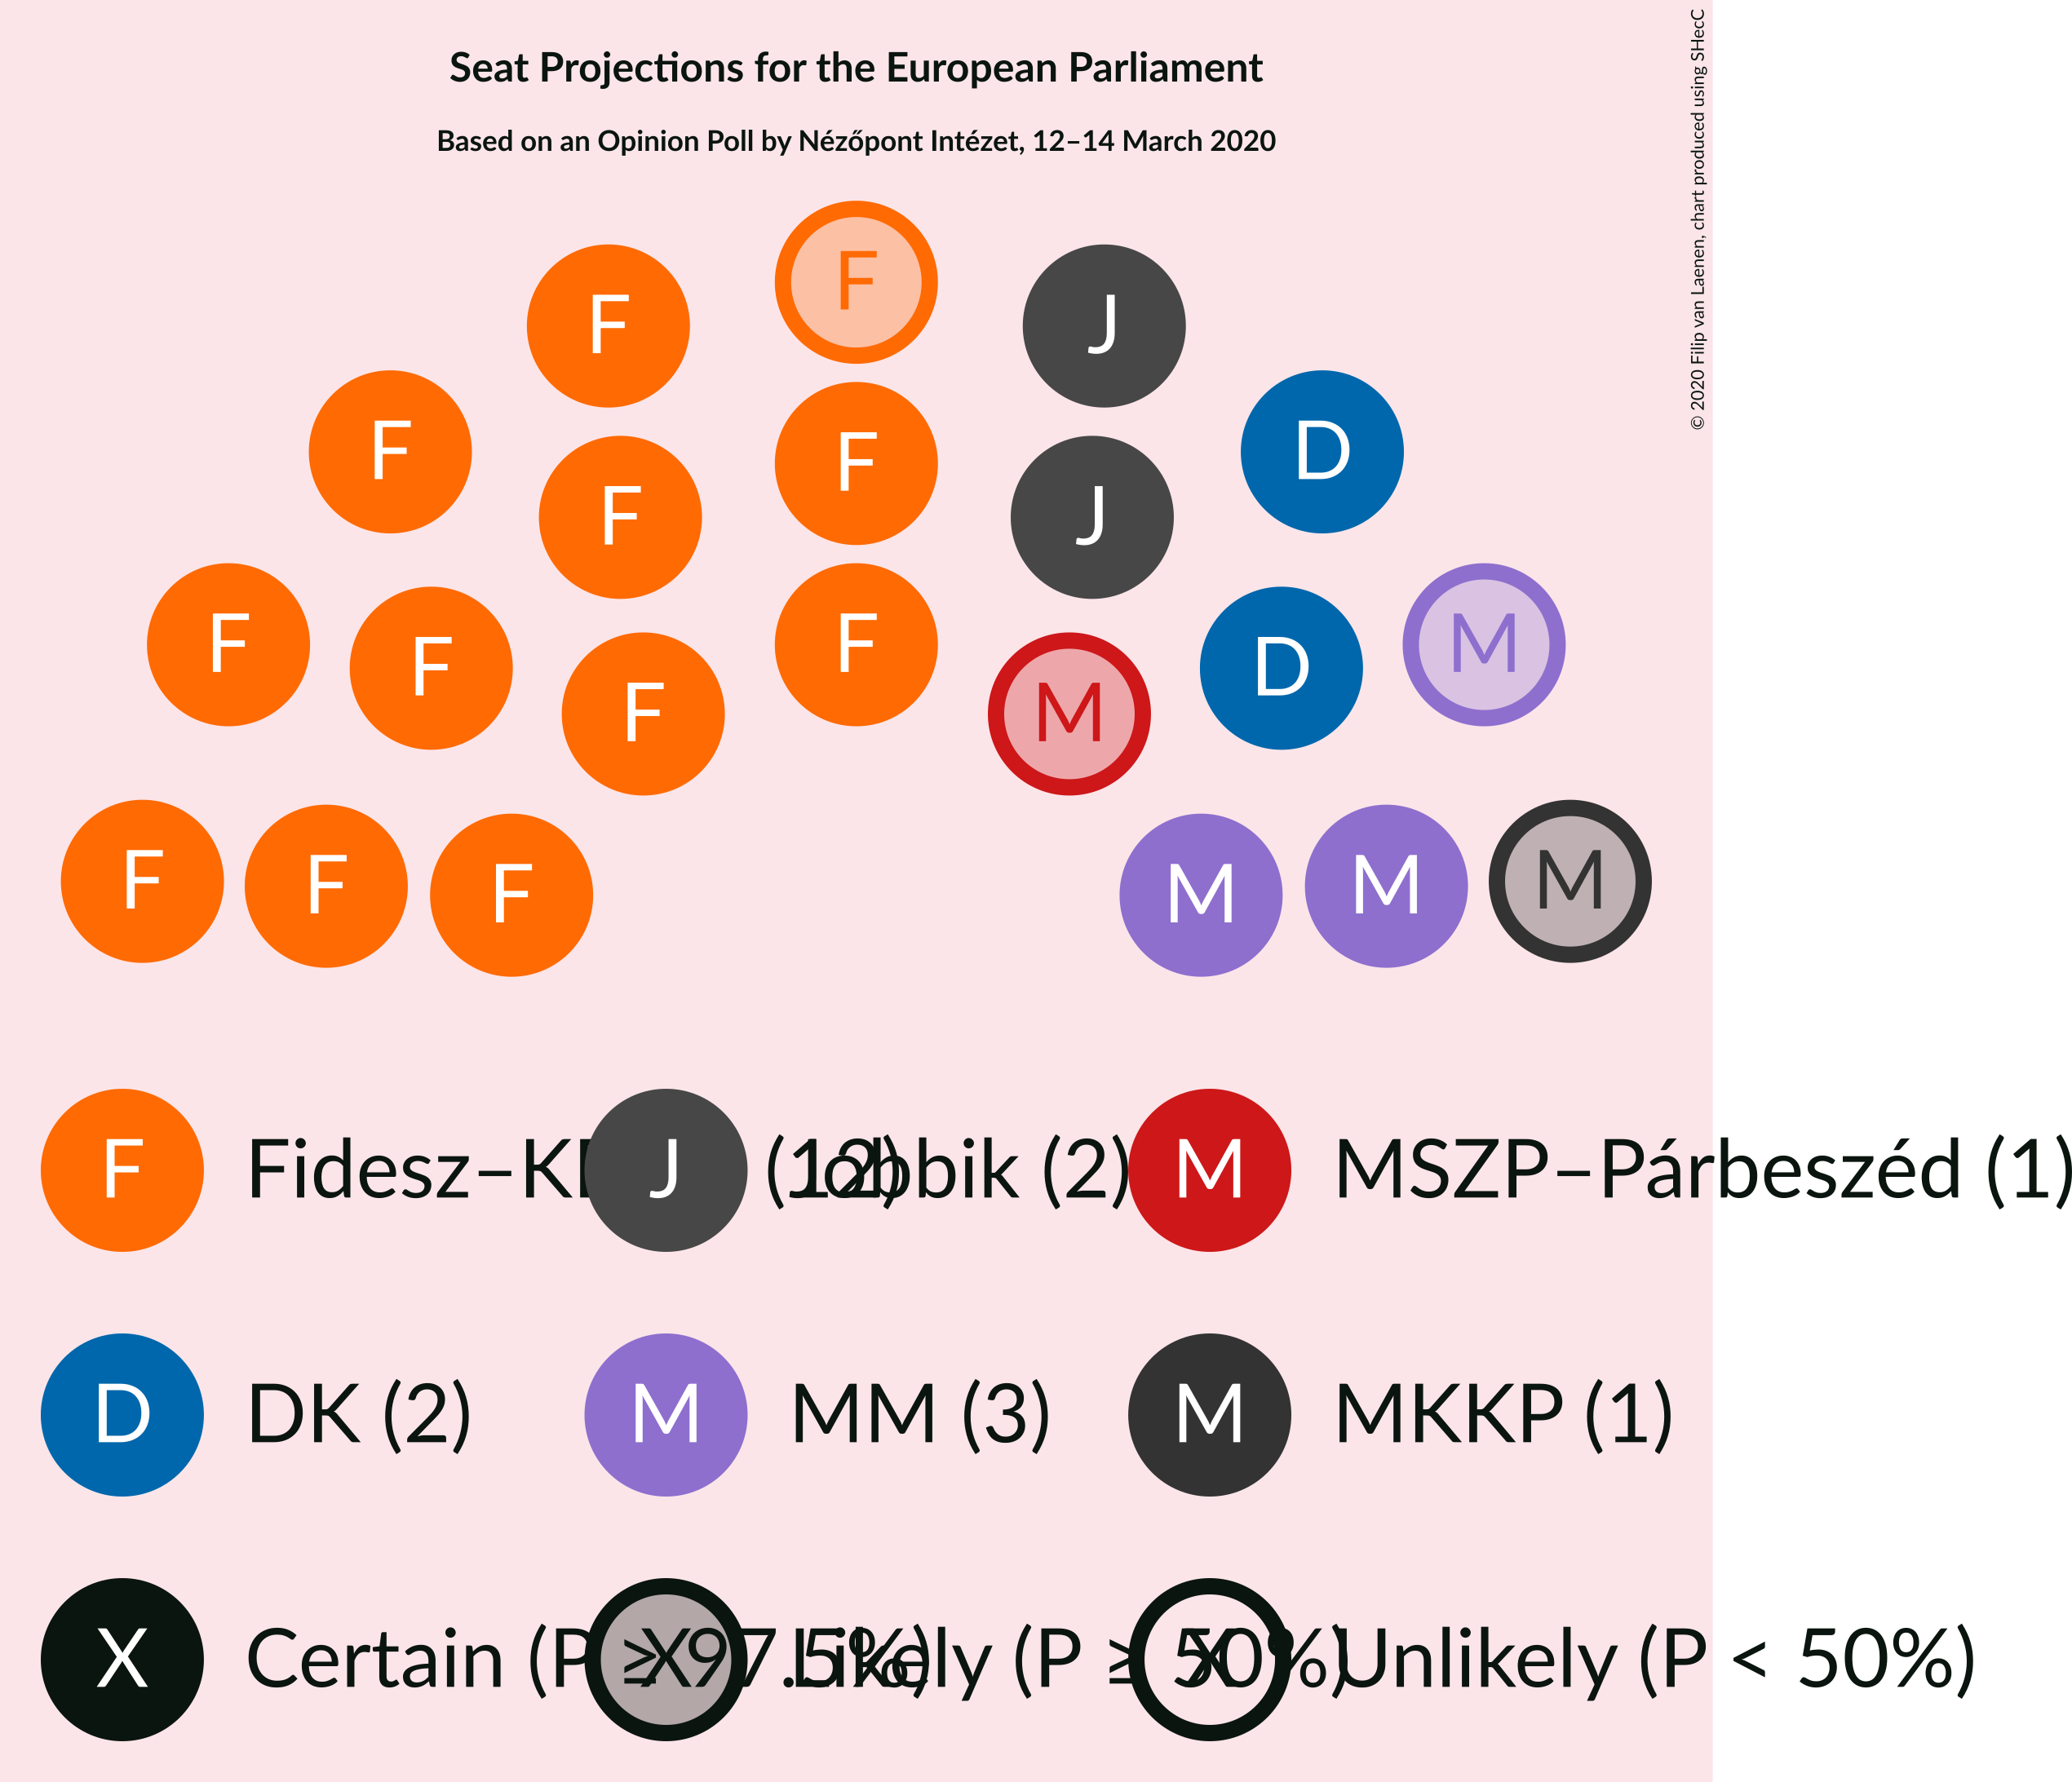 Seat Projections for the European Parliament
Based on an Opinion Poll by Nézőpont Intézet, 12–14 March 2020
© 2020 Filip van Laenen, chart produced using SHecC
F
F J
F D
F F J
F F F D M
F M
F F F M M M
F Fidesz–K (12) J Jobbik (2) M MSZP–Párbeszéd (1)
D DK (2) M MM (3) M MKKP (1)
X Certain (P ≥ 97.5%) X Likely (P ≥ 50%) X Unlikely (P < 50%)